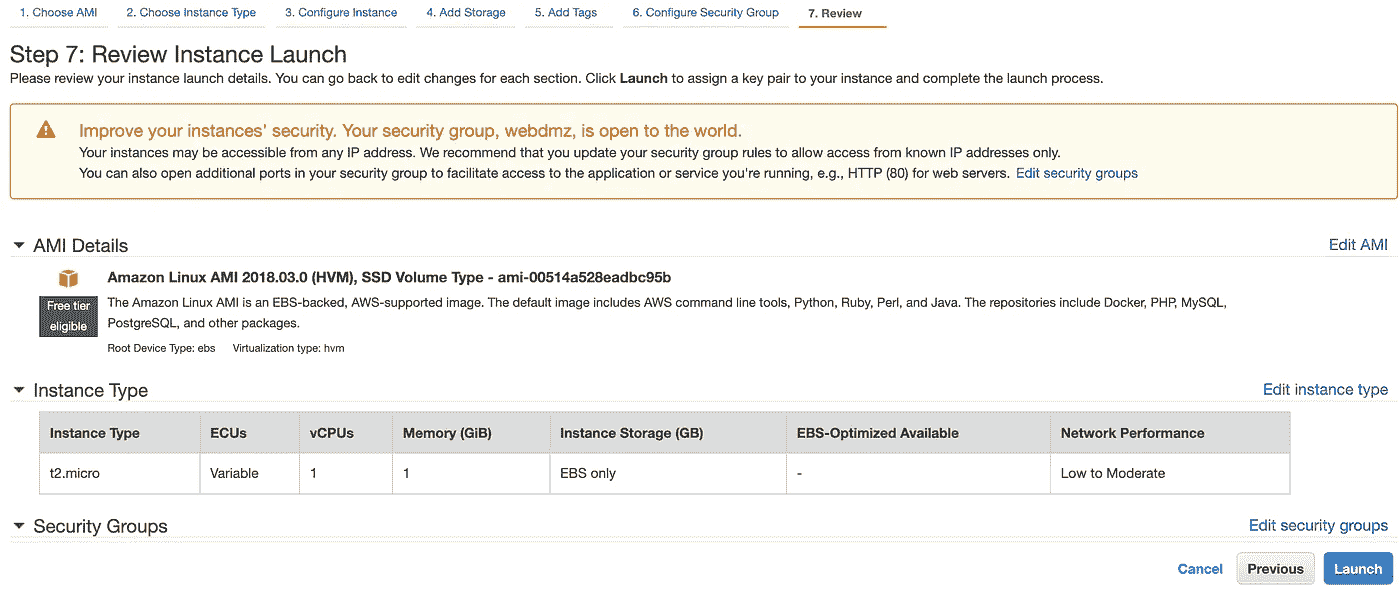 1. Choose AMI 2. Choose Instance Type 3. Configure Instance 4. Add Storage 5. Add Tags 6. Configure Security Group 7. Review
Step 7: Review Instance Launch
Please review your instance launch details. You can go back to edit changes for each section. Click Launch to assign a key pair to your instance and complete the launch process.
Improve your instances' security. Your security group, webdmz, is open to the world.
Your instances may be accessible from any IP address. We recommend that you update your security group rules to allow access from known IP addresses only.
You can also open additional ports in your security group to facilitate access to the application or service you're running, e.g., HTTP (80) for web servers. Edit security groups
AMI Details Edit AMI
Amazon Linux AMI 2018.03.0 (HVM), SSD Volume Type - ami-00514a528eadbc95b
Free tier
eligible
The Amazon Linux AMI is an EBS-backed, AWS-supported image. The default image includes AWS command line tools, Python, Ruby, Perl, and Java. The repositories include Docker, PHP, MySQL,
PostgreSQL, and other packages.
Root Device Type: ebs Virtualization type: hvm
Instance Type Edit instance type
Instance Type ECUs vCPUs Memory (GiB) Instance Storage (GB) EBS-Optimized Available Network Performance
t2.micro Variable 1 1 EBS only - Low to Moderate
Security Groups Edit security groups
Cancel Previous Launch